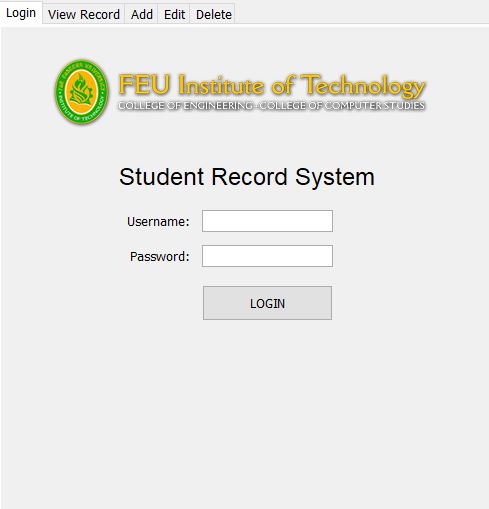 Login View Record Add Edit Delete
FEU Institute of Technology
COLLEGE OF ENGINEERING - COLLEGE OF COMPUTER STUDIES
Student Record System
Username:
Password:
LOGIN